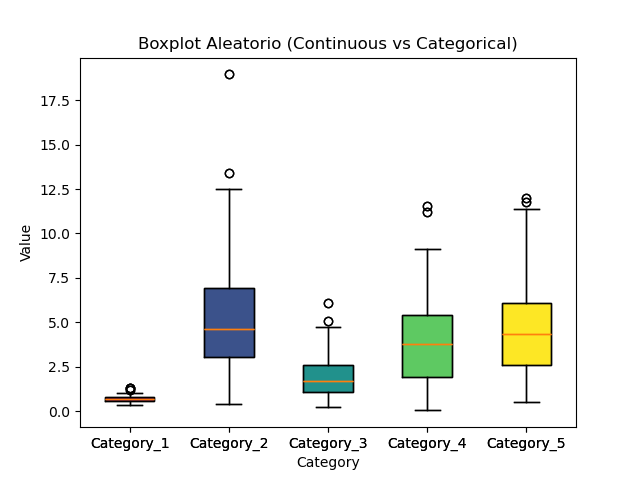 Boxplot Aleatorio (Continuous vs Categorical)
17.5
15.0
12.5
10.0
7.5
5.0
2.5
0.0
Value
Category_1 Category_2 Category_3 Category_4 Category_5
Category